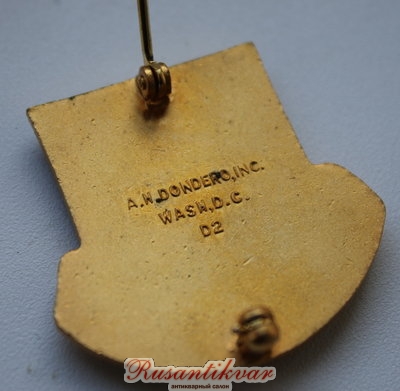 A.H.DONDERO,INC.
WASH,D.C.
D2
Rusantikvar
антикварный салон